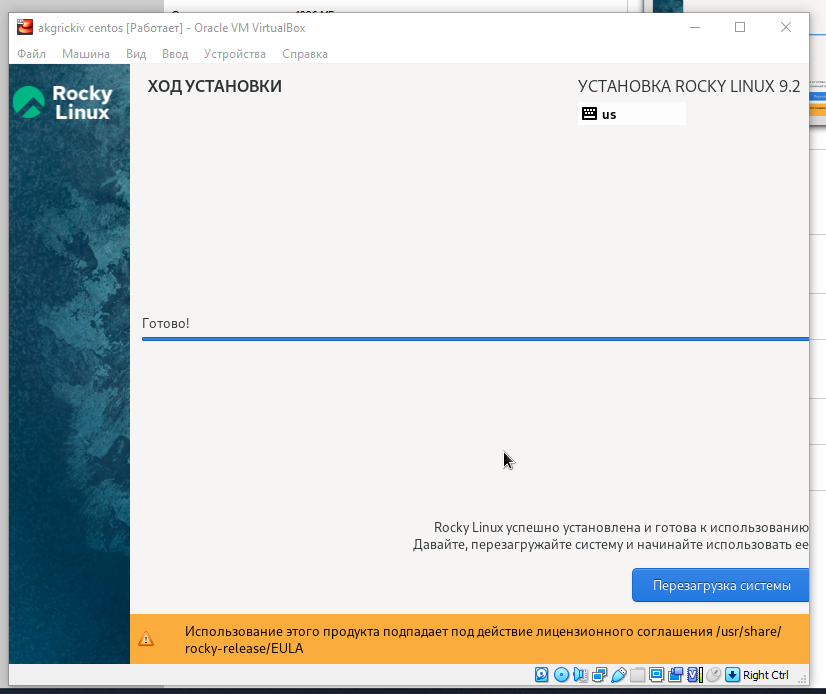 akgrickiv centos [Работает] - Oracle VM VirtualBox
Файл Машина Вид Ввод Устройства Справка
Rocky
Linux
ХОД УСТАНОВКИ
УСТАНОВКА ROCKY LINUX 9.2
us
Готово!
Rocky Linux успешно установлена и готова к использованию
Давайте, перезагружайте систему и начинайте использовать ее
Перезагрузка системы
Использование этого продукта подпадает под действие лицензионного соглашения /usr/share/
rocky-release/EULA
Right Ctrl